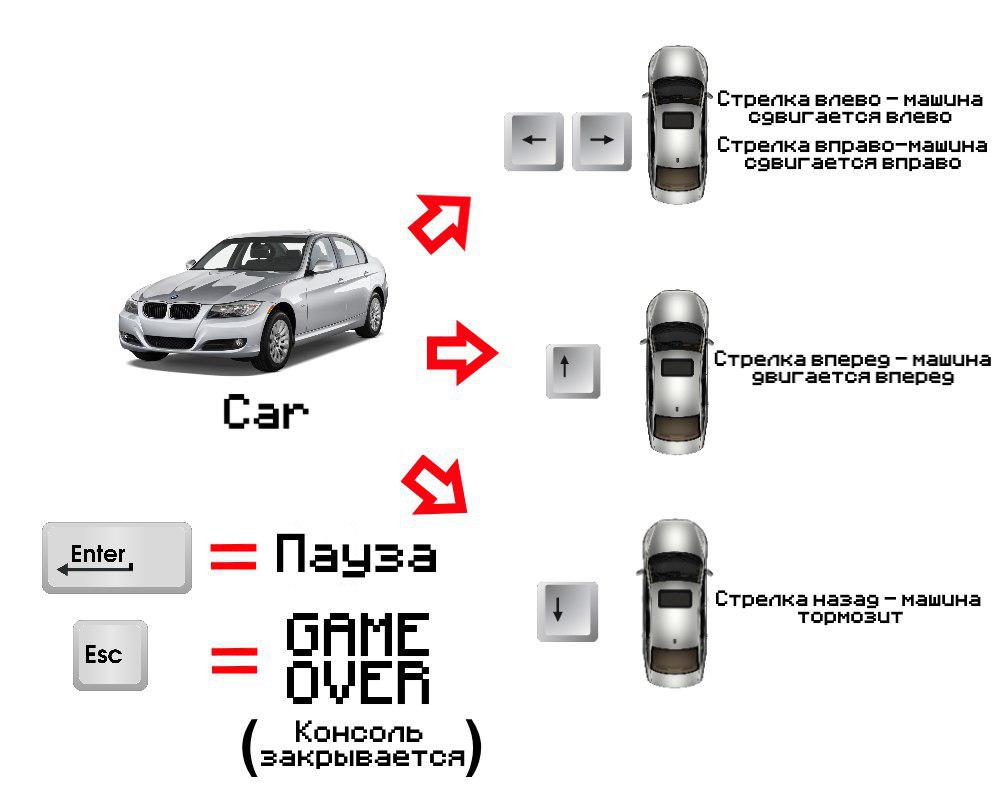 Стрелка влево - машина
сдвигается влево
Стрелка вправо-машина
сдвигается вправо
Стрелка вперед - машина
двигается вперед
Car
Enter
= Пауза
Стрелка назад - машина
тормозит
Esc
= GAME
OVER
(Консоль
закрывается)